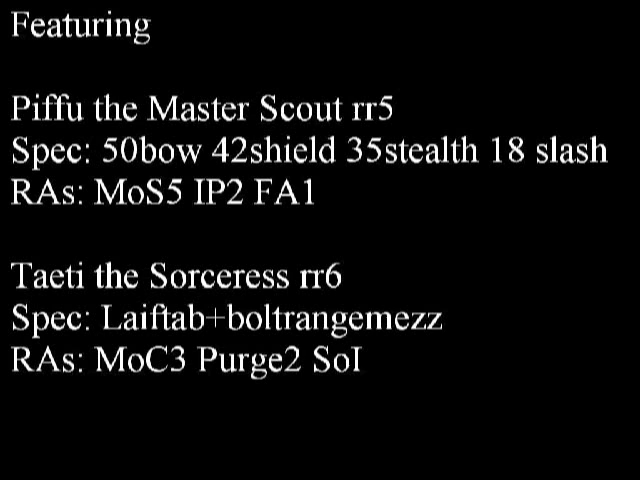 Featuring
Piffu the Master Scout rr5
Spec: 50bow 42shield 35stealth 18 slash
RAs: MoS5 IP2 FA1
Taeti the Sorceress rr6
Spec: Laiftab+boltrangemezz
RAs: MoC3 Purge2 SoI